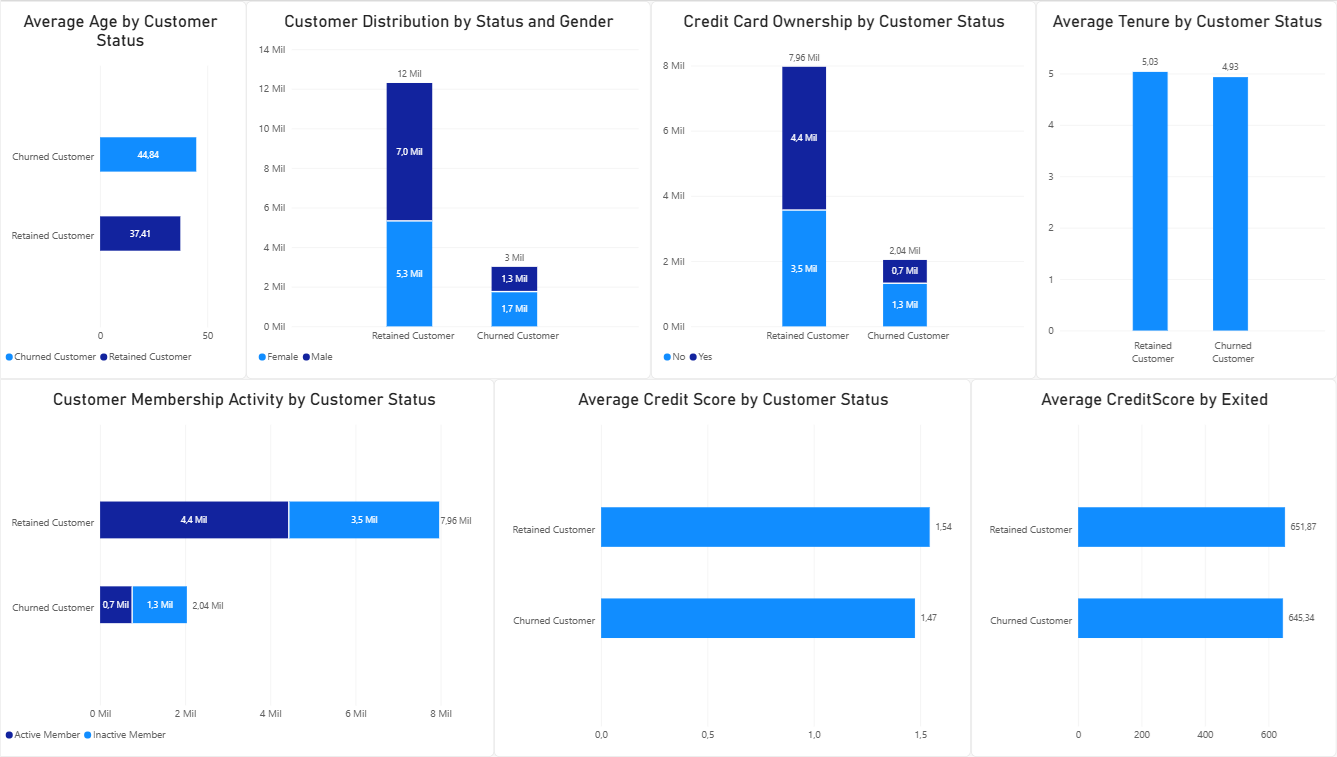 Average Age by Customer
Status
Churned Customer
44,84
Retained Customer
37,41
0
50
Churned Customer
Retained Customer
Customer Distribution by Status and Gender
14 Mil
12 Mil
10 Mil
8 Mil
6 Mil
4 Mil
2 Mil
0 Mil
12 Mil
7,0 Mil
5,3 Mil
3 Mil
1,3 Mil
1,7 Mil
Retained Customer
Churned Customer
Female
Male
Credit Card Ownership by Customer Status
8 Mil
6 Mil
4 Mil
2 Mil
0 Mil
7,96 Mil
4,4 Mil
3,5 Mil
2,04 Mil
0,7 Mil
1,3 Mil
Retained Customer
Churned Customer
No
Yes
Average Tenure by Customer Status
5
4
3
2
1
0
5,03
4,93
Retained
Customer
Churned
Customer
Customer Membership Activity by Customer Status
Retained Customer
4,4 Mil
3,5 Mil
7,96 Mil
Churned Customer
0,7 Mil
1,3 Mil
2,04 Mil
0 Mil
2 Mil
4 Mil
6 Mil
8 Mil
Active Member
Inactive Member
Average Credit Score by Customer Status
Retained Customer
1,54
Churned Customer
1,47
0,0
0,5
1,0
1,5
Average CreditScore by Exited
Retained Customer
651,87
Churned Customer
645,34
0
200
400
600